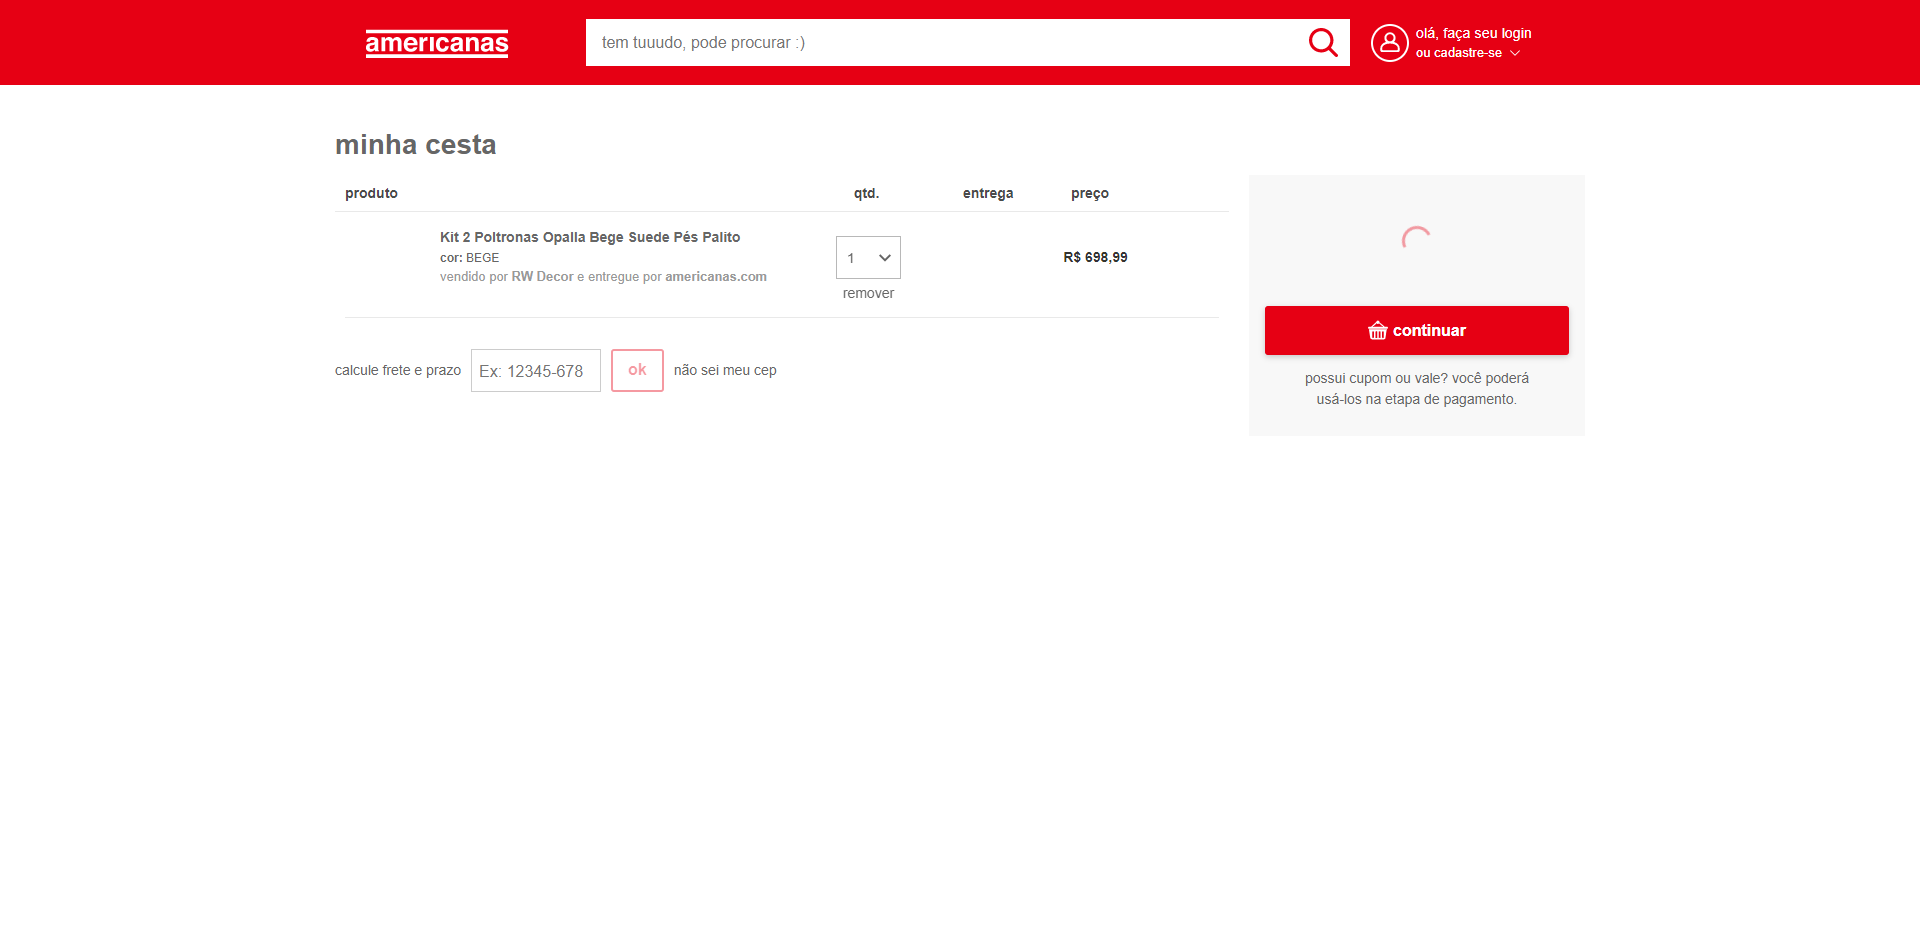 americanas
tem tuuudo, pode procurar :)
olá, faça seu login
ou cadastre-se
minha cesta
produto qtd. entrega preço
Kit 2 Poltronas Opalla Bege Suede Pés Palito
cor: BEGE
vendido por RW Decor e entregue por americanas.com
1
remover
R$ 698,99
calcule frete e prazo Ex: 12345-678 ok não sei meu cep
continuar
possui cupom ou vale? você poderá
usá-los na etapa de pagamento.